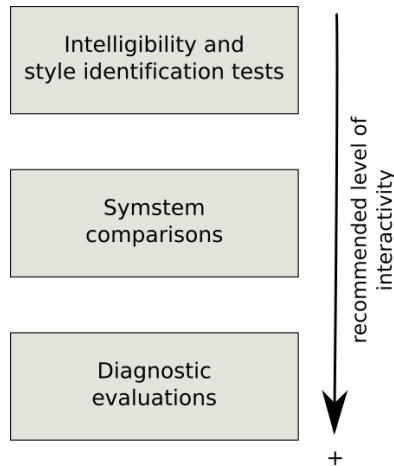 Intelligibility and
style identification tests
Symstem
comparisons
Diagnostic
evaluations
recommended level of
interactivity
+